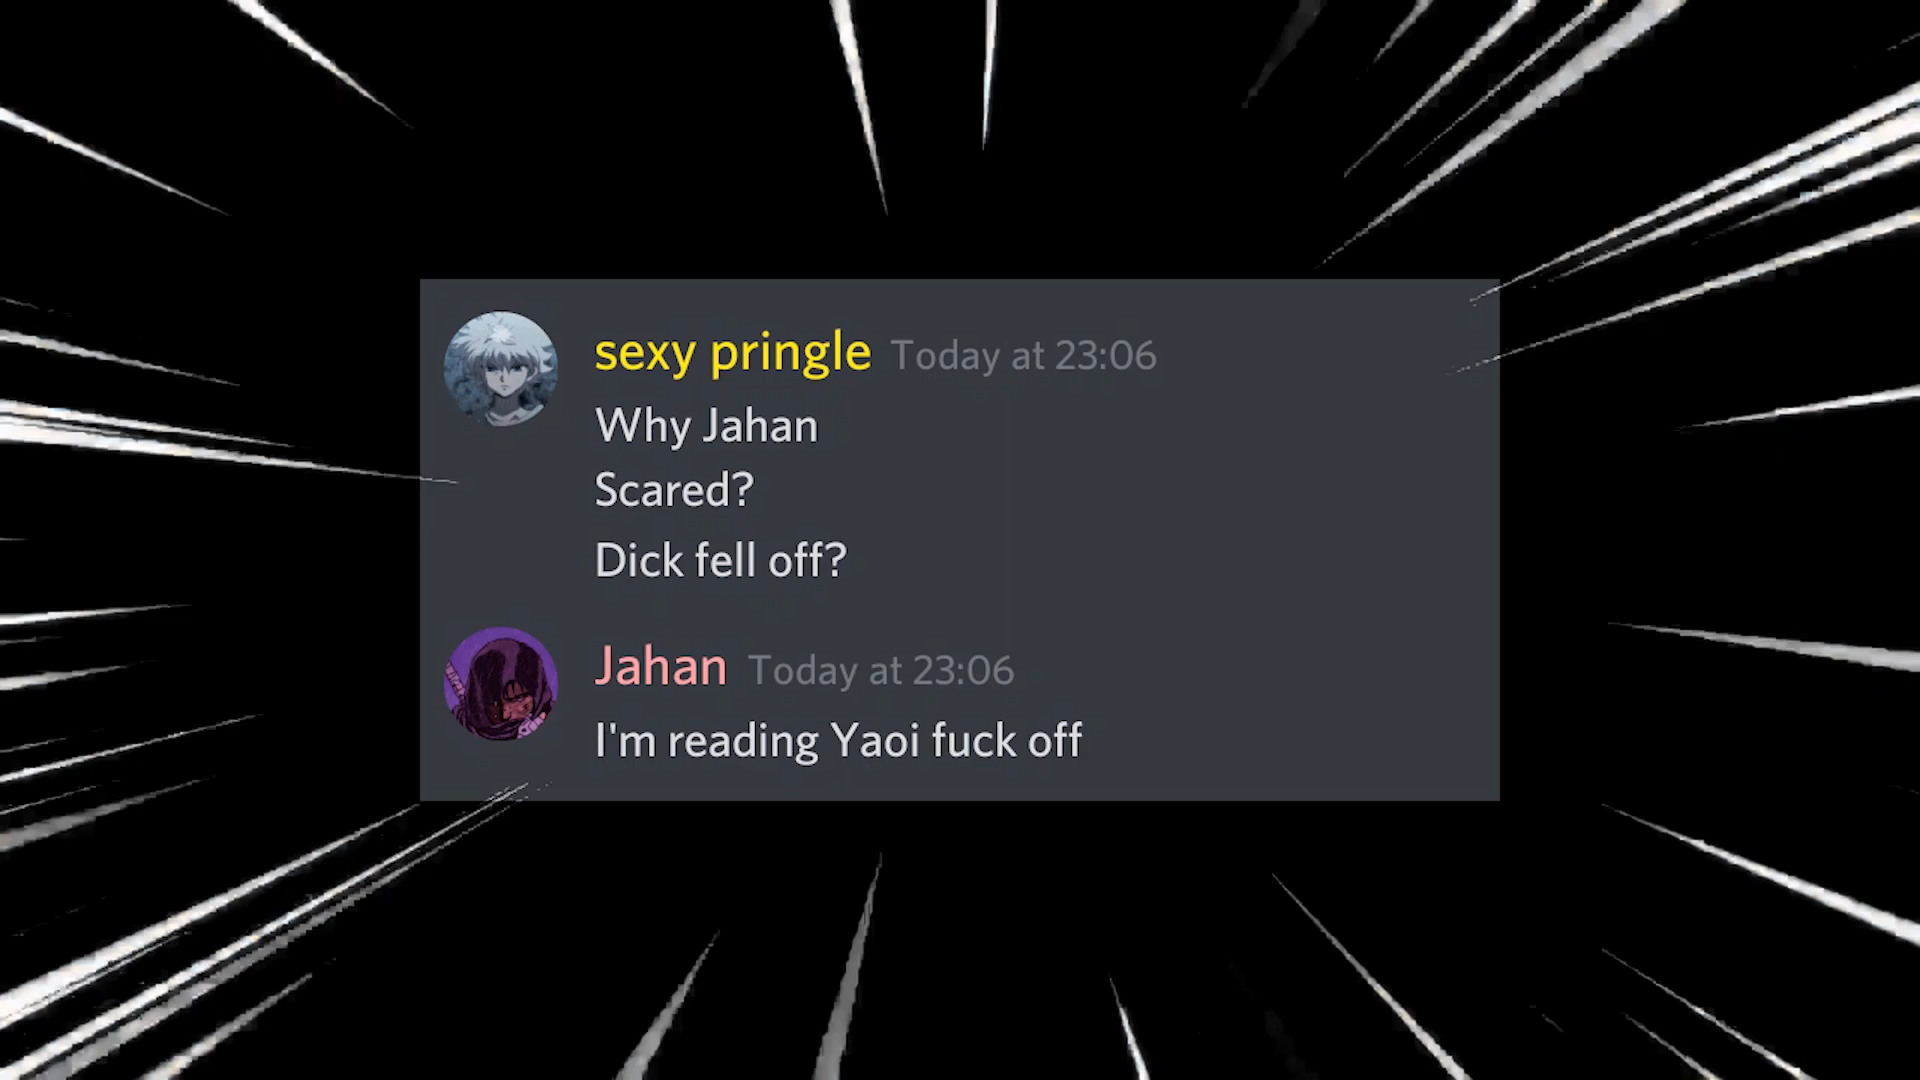 sexy pringle Today at 23:06
Why Jahan
Scared?
Dick fell off?
Jahan Today at 23:06
I'm reading Yaoi fuck off